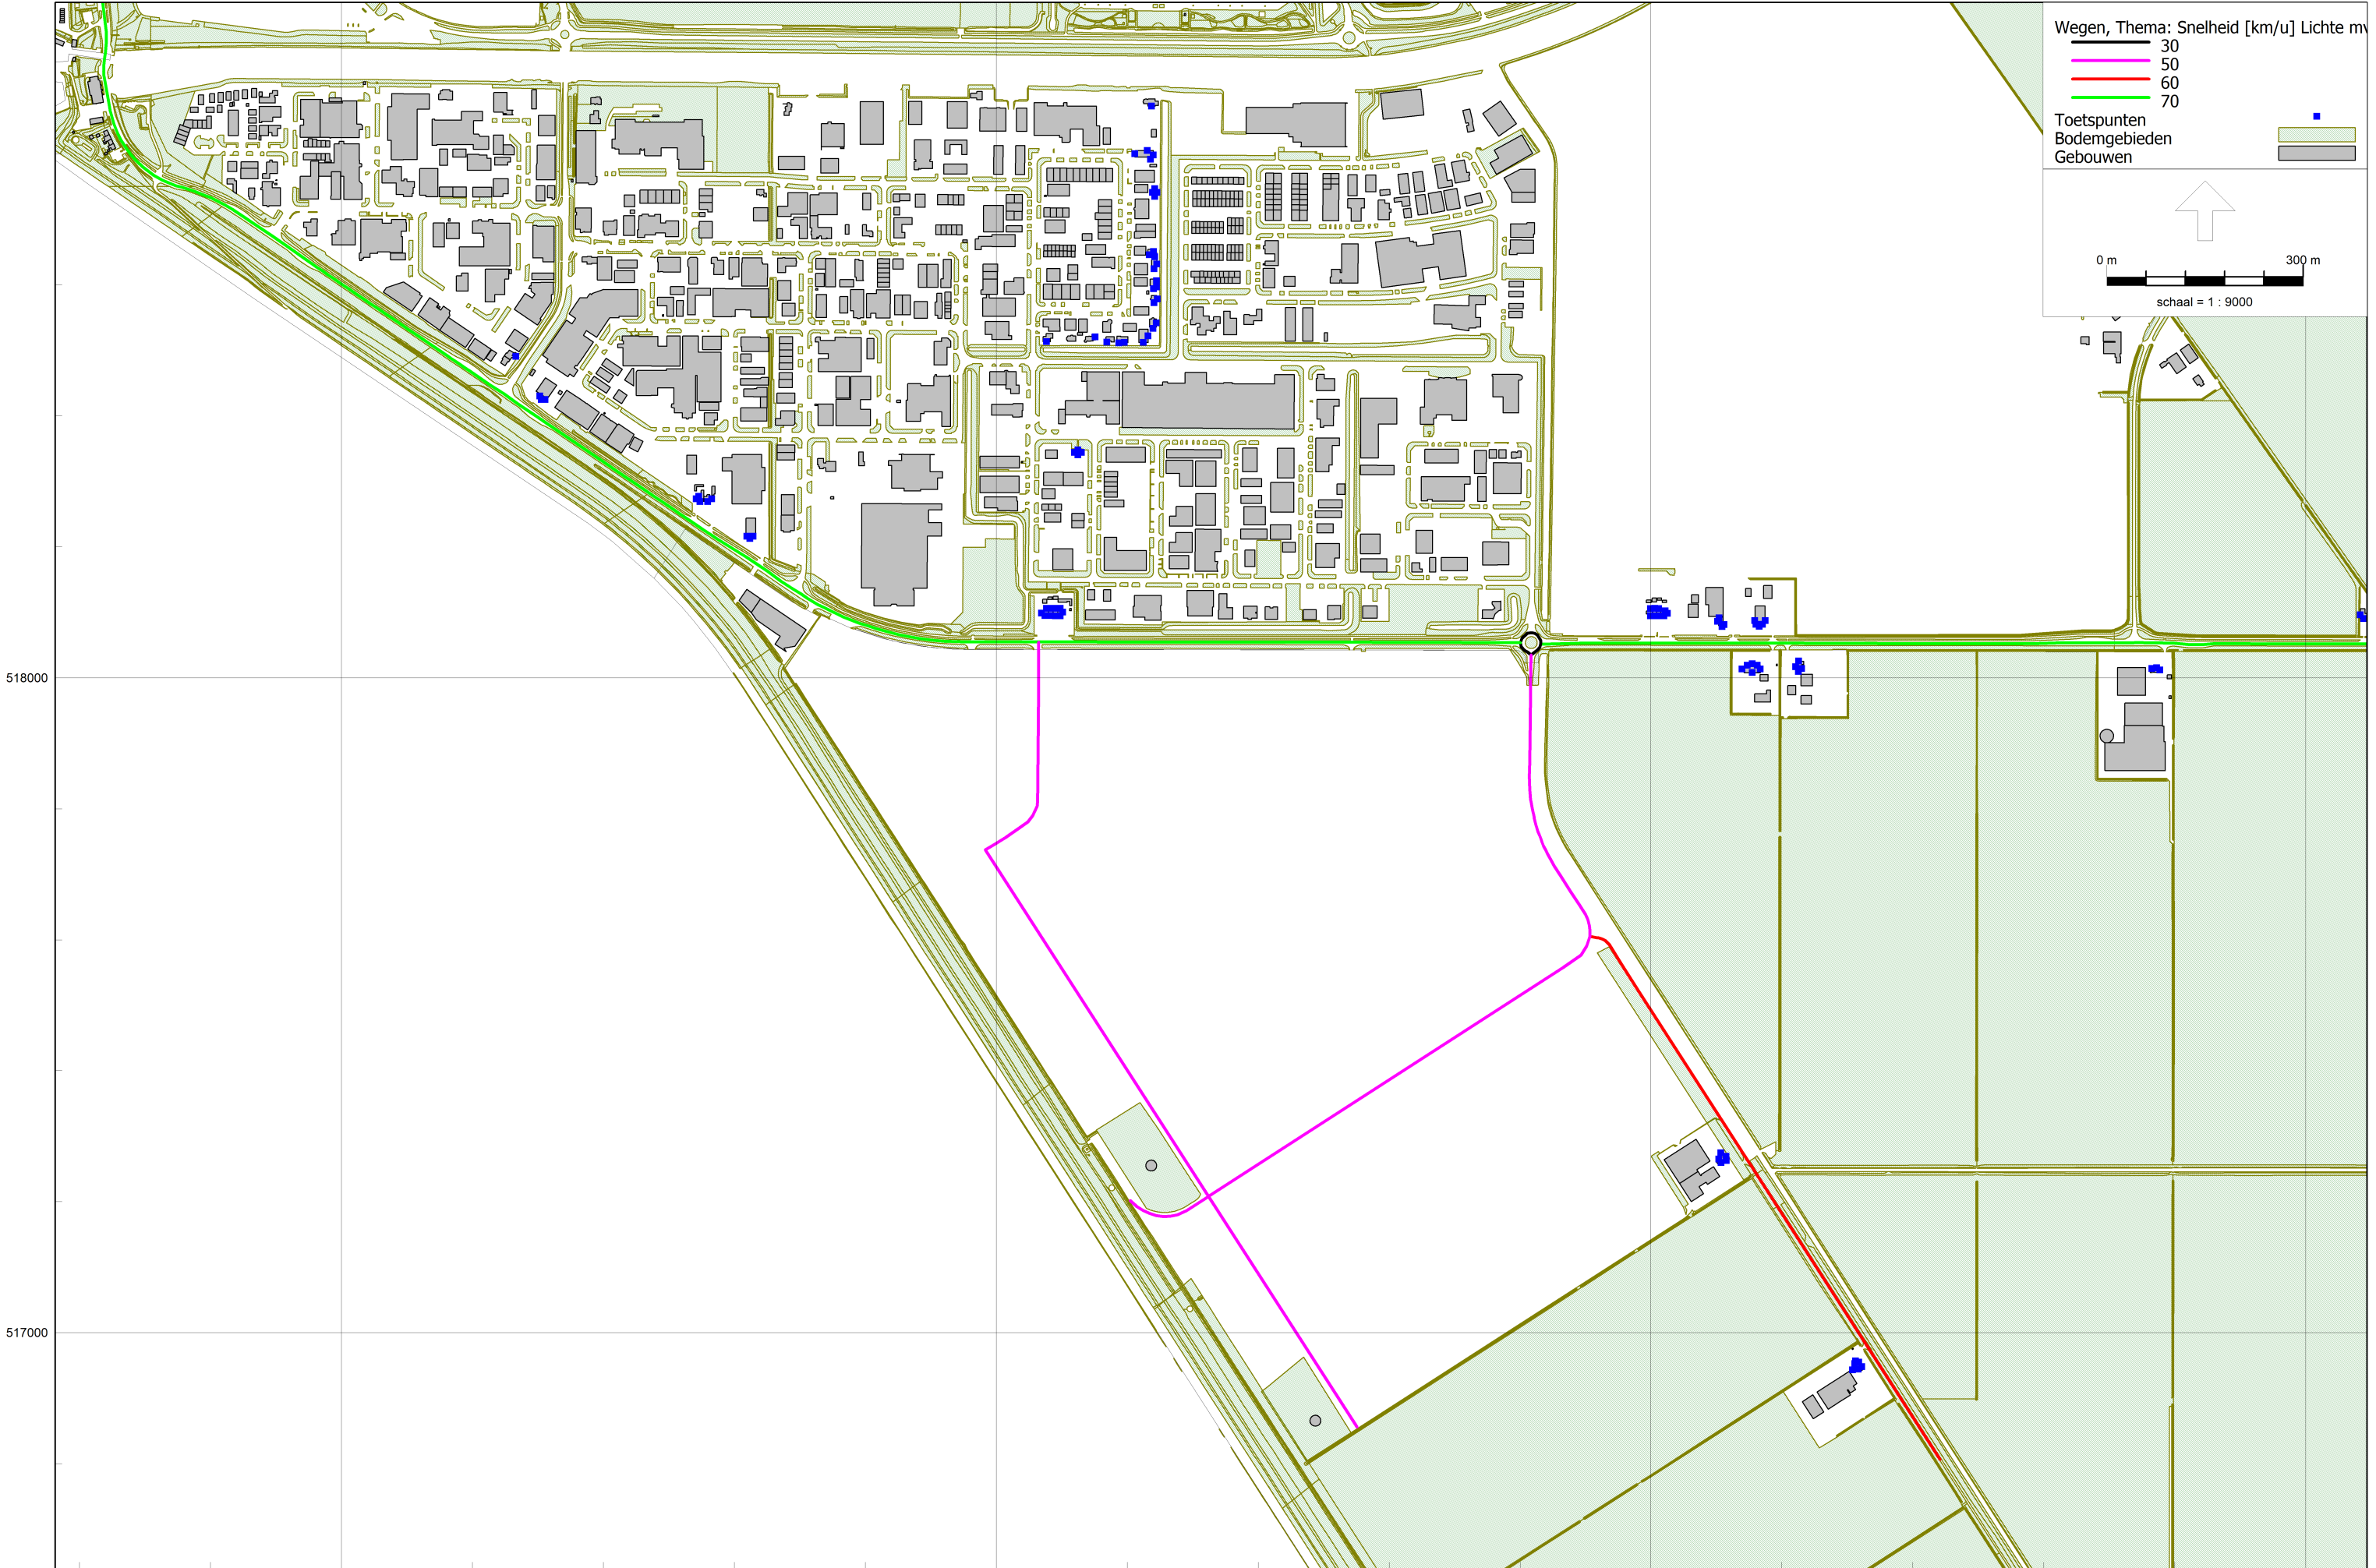 Wegen, Thema: Snelheid [km/u] Lichte mv
30
50
60
70
Toetspunten
Bodemgebieden
Gebouwen
0 m 300 m
schaal = 1 : 9000
518000
517000